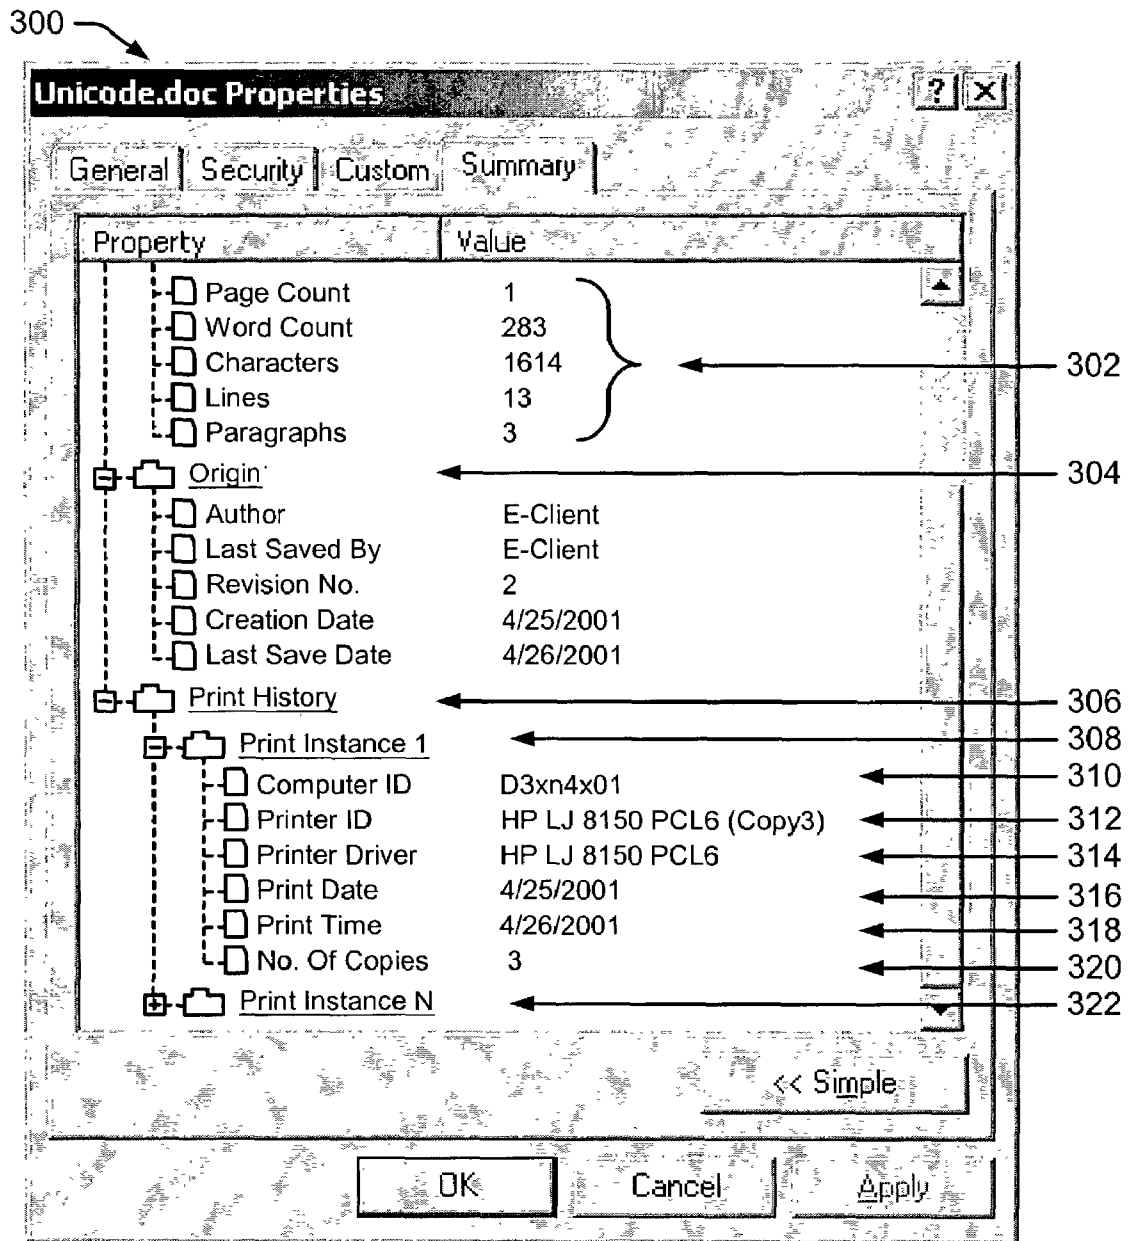 300
Unicode.doc Properties ? X
General Security Custom Summary
Property Value
Page Count 1
Word Count 283
Characters 1614 302
Lines 13
Paragraphs 3
Origin 304
Author E-Client
Last Saved By E-Client
Revision No. 2
Creation Date 4/25/2001
Last Save Date 4/26/2001
Print History 306
Print Instance 1 308
Computer ID D3xn4x01 310
Printer ID HP LJ 8150 PCL6 (Copy3) 312
Printer Driver HP LJ 8150 PCL6 314
Print Date 4/25/2001 316
Print Time 4/26/2001 318
No. Of Copies 3 320
Print Instance N 322
<< Simple
OK Cancel Apply